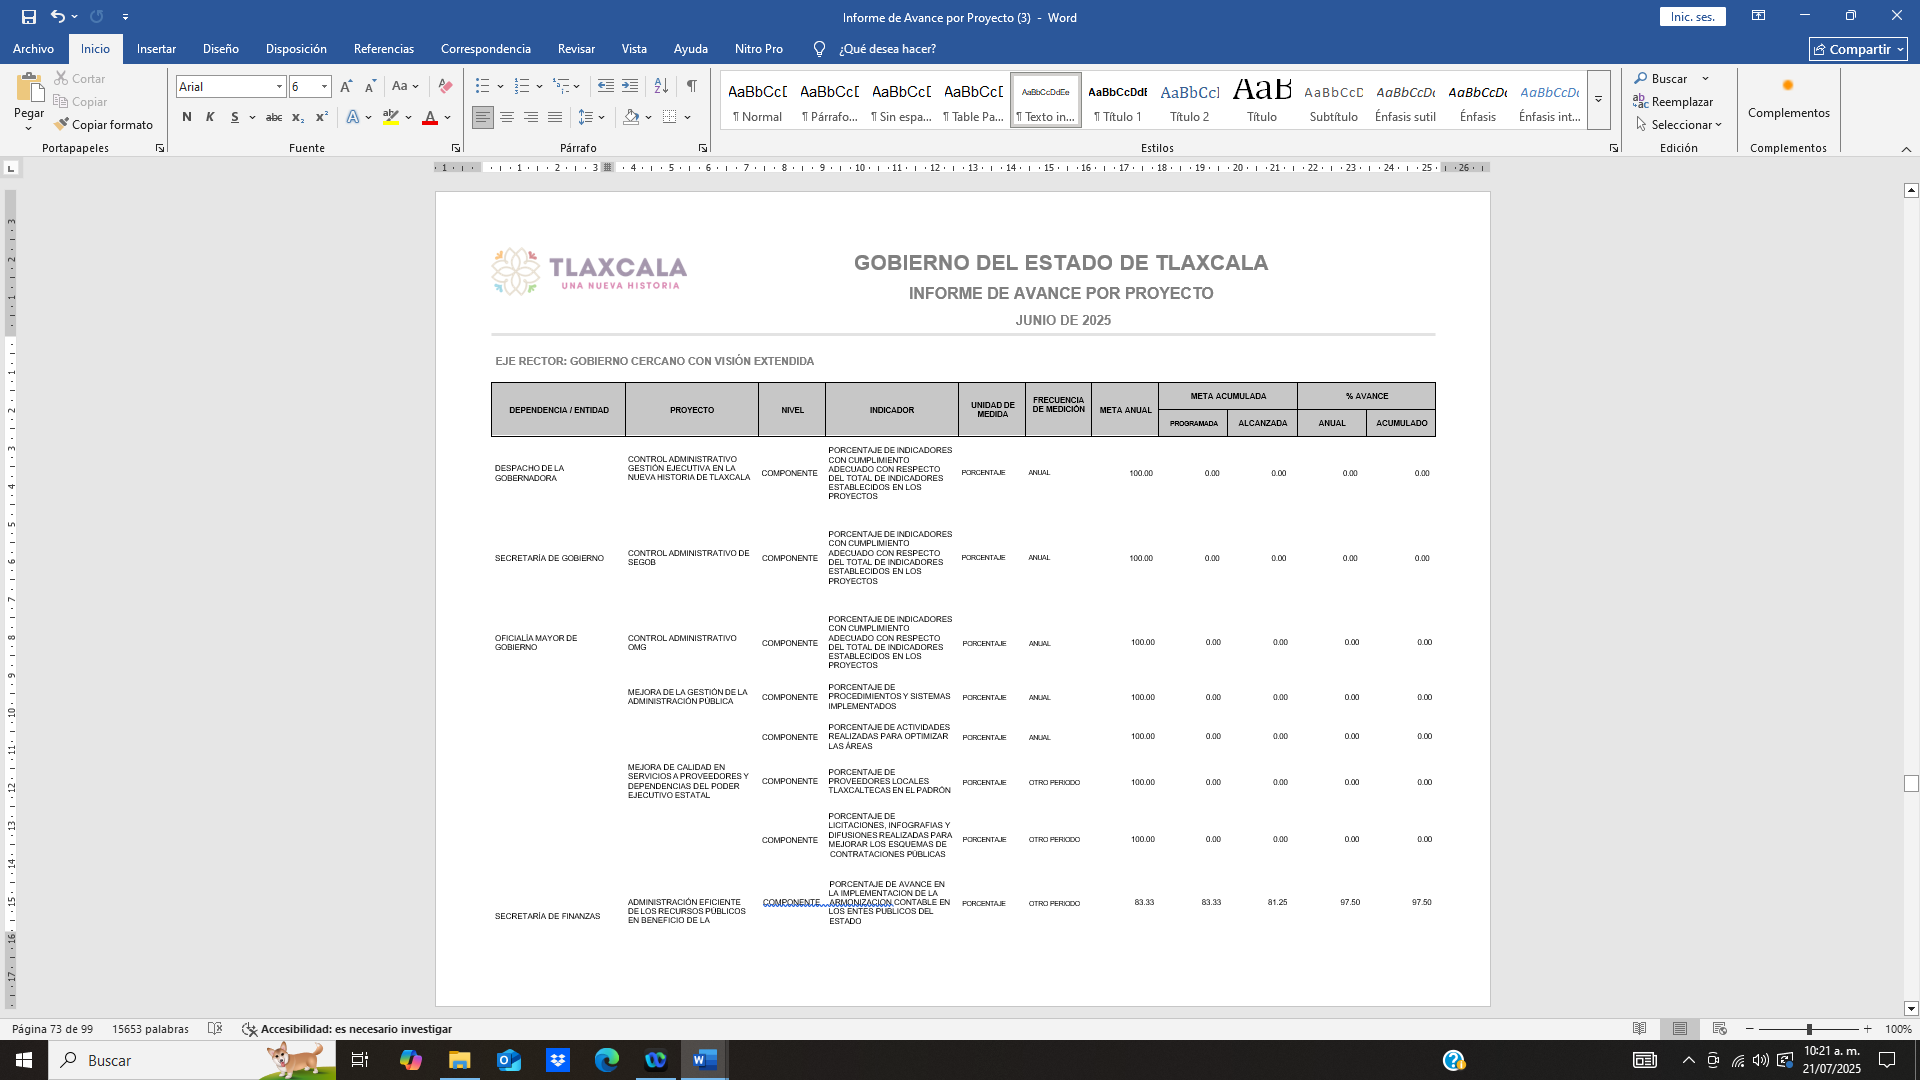 Informe de Avance por Proyecto (3) - Word
Inic. ses.
Archivo Inicio Insertar Diseño Disposición Referencias Correspondencia Revisar Vista Ayuda Nitro Pro ¿Qué desea hacer? Compartir
Pegar
Cortar
Copiar
Copiar formato
Portapapeles
Arial 6
N K S abc x₂ x²
Fuente
Párrafo
AaBbCcI AaBbCcI AaBbCcI AaBbCcI AaBbCcDdEe AaBbCcDdE AaBbCcI AaB AaBbCcD AaBbCcDc AaBbCcDc AaBbCcDc
¶ Normal ¶ Párrafo... ¶ Sin espa... ¶ Table Pa... ¶ Texto in... ¶ Título 1 Título 2 Título Subtítulo Énfasis sutil Énfasis Énfasis int...
Estilos
Buscar
Reemplazar
Seleccionar
Edición
Complementos
Complementos
TLAXCALA
UNA NUEVA HISTORIA
GOBIERNO DEL ESTADO DE TLAXCALA
INFORME DE AVANCE POR PROYECTO
JUNIO DE 2025
EJE RECTOR: GOBIERNO CERCANO CON VISIÓN EXTENDIDA
DEPENDENCIA / ENTIDAD
PROYECTO
NIVEL
INDICADOR
UNIDAD DE
MEDIDA
FRECUENCIA
DE MEDICIÓN
META ANUAL
META ACUMULADA
PROGRAMADA ALCANZADA
% AVANCE
ANUAL ACUMULADO
DESPACHO DE LA
GOBERNADORA
CONTROL ADMINISTRATIVO
GESTIÓN EJECUTIVA EN LA
NUEVA HISTORIA DE TLAXCALA
COMPONENTE
PORCENTAJE DE INDICADORES
CON CUMPLIMIENTO
ADECUADO CON RESPECTO
DEL TOTAL DE INDICADORES
ESTABLECIDOS EN LOS
PROYECTOS
PORCENTAJE ANUAL 100.00 0.00 0.00 0.00 0.00
SECRETARÍA DE GOBIERNO
CONTROL ADMINISTRATIVO DE
SEGOB
COMPONENTE
PORCENTAJE DE INDICADORES
CON CUMPLIMIENTO
ADECUADO CON RESPECTO
DEL TOTAL DE INDICADORES
ESTABLECIDOS EN LOS
PROYECTOS
PORCENTAJE ANUAL 100.00 0.00 0.00 0.00 0.00
OFICIALÍA MAYOR DE
GOBIERNO
CONTROL ADMINISTRATIVO
OMG
COMPONENTE
PORCENTAJE DE INDICADORES
CON CUMPLIMIENTO
ADECUADO CON RESPECTO
DEL TOTAL DE INDICADORES
ESTABLECIDOS EN LOS
PROYECTOS
PORCENTAJE ANUAL 100.00 0.00 0.00 0.00 0.00
MEJORA DE LA GESTIÓN DE LA
ADMINISTRACIÓN PÚBLICA
COMPONENTE
PORCENTAJE DE
PROCEDIMIENTOS Y SISTEMAS
IMPLEMENTADOS
PORCENTAJE ANUAL 100.00 0.00 0.00 0.00 0.00
COMPONENTE
PORCENTAJE DE ACTIVIDADES
REALIZADAS PARA OPTIMIZAR
LAS ÁREAS
PORCENTAJE ANUAL 100.00 0.00 0.00 0.00 0.00
MEJORA DE CALIDAD EN
SERVICIOS A PROVEEDORES Y
DEPENDENCIAS DEL PODER
EJECUTIVO ESTATAL
COMPONENTE
PORCENTAJE DE
PROVEEDORES LOCALES
TLAXCALTECAS EN EL PADRÓN
PORCENTAJE OTRO PERIODO 100.00 0.00 0.00 0.00 0.00
COMPONENTE
PORCENTAJE DE
LICITACIONES, INFOGRAFIAS Y
DIFUSIONES REALIZADAS PARA
MEJORAR LOS ESQUEMAS DE
CONTRATACIONES PÚBLICAS
PORCENTAJE OTRO PERIODO 100.00 0.00 0.00 0.00 0.00
SECRETARÍA DE FINANZAS
ADMINISTRACIÓN EFICIENTE
DE LOS RECURSOS PÚBLICOS
EN BENEFICIO DE LA
COMPONENTE
PORCENTAJE DE AVANCE EN
LA IMPLEMENTACION DE LA
ARMONIZACION CONTABLE EN
LOS ENTES PUBLICOS DEL
ESTADO
PORCENTAJE OTRO PERIODO 83.33 83.33 81.25 97.50 97.50
Página 73 de 99 15653 palabras Accesibilidad: es necesario investigar 100%
Buscar
10:21 a. m.
21/07/2025